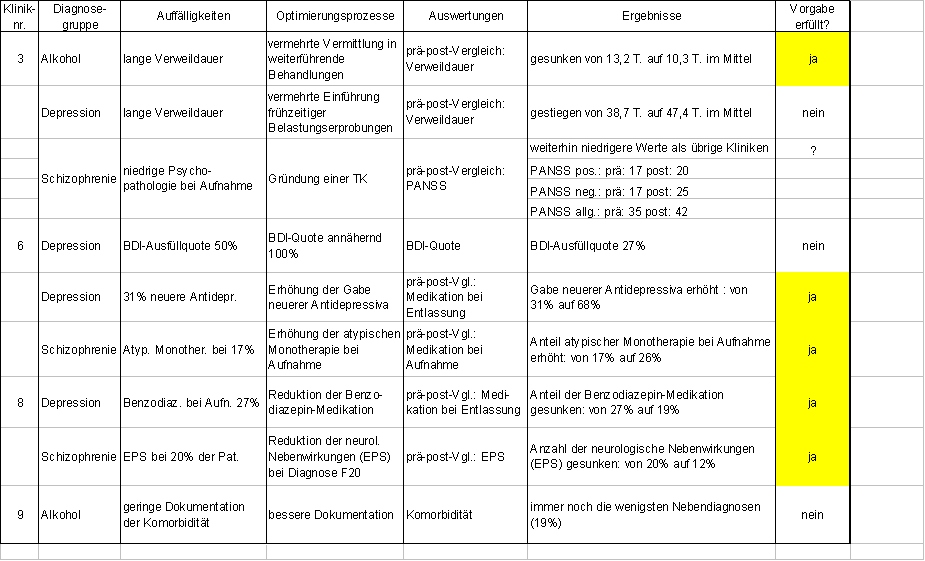 Klinik-
nr.
Diagnose-
gruppe
Auffälligkeiten
Optimierungsprozesse
Auswertungen
Ergebnisse
Vorgabe
erfüllt?
3
Alkohol
lange Verweildauer
vermehrte Vermittlung in
weiterführende
Behandlungen
prä-post-Vergleich:
Verweildauer
gesunken von 13,2 T. auf 10,3 T. im Mittel
ja
Depression
lange Verweildauer
vermehrte Einführung
frühzeitiger
Belastungserprobungen
prä-post-Vergleich:
Verweildauer
gestiegen von 38,7 T. auf 47,4 T. im Mittel
nein
Schizophrenie
niedrige Psycho-
pathologie bei Aufnahme
Gründung einer TK
prä-post-Vergleich:
PANSS
weiterhin niedrigere Werte als übrige Kliniken
PANSS pos.: prä: 17 post: 20
PANSS neg.: prä: 17 post: 25
PANSS allg.: prä: 35 post: 42
?
6
Depression
BDI-Ausfüllquote 50%
BDI-Quote annähernd
100%
BDI-Quote
BDI-Ausfüllquote 27%
nein
Depression
31% neuere Antidepr.
Erhöhung der Gabe
neuerer Antidepressiva
prä-post-Vgl.:
Medikation bei
Entlassung
Gabe neuerer Antidepressiva erhöht : von
31% auf 68%
ja
Schizophrenie
Atyp. Monother. bei 17%
Erhöhung der atypischen
Monotherapie bei
Aufnahme
prä-post-Vgl.:
Medikation bei
Aufnahme
Anteil atypischer Monotherapie bei Aufnahme
erhöht: von 17% auf 26%
ja
8
Depression
Benzodiaz. bei Aufn. 27%
Reduktion der Benzo-
diazepin-Medikation
prä-post-Vgl.: Medi-
kation bei Entlassung
Anteil der Benzodiazepin-Medikation
gesunken: von 27% auf 19%
ja
Schizophrenie
EPS bei 20% der Pat.
Reduktion der neurol.
Nebenwirkungen (EPS)
bei Diagnose F20
prä-post-Vgl.: EPS
Anzahl der neurologische Nebenwirkungen
(EPS) gesunken: von 20% auf 12%
ja
9
Alkohol
geringe Dokumentation
der Komorbidität
bessere Dokumentation
Komorbidität
immer noch die wenigsten Nebendiagnosen
(19%)
nein